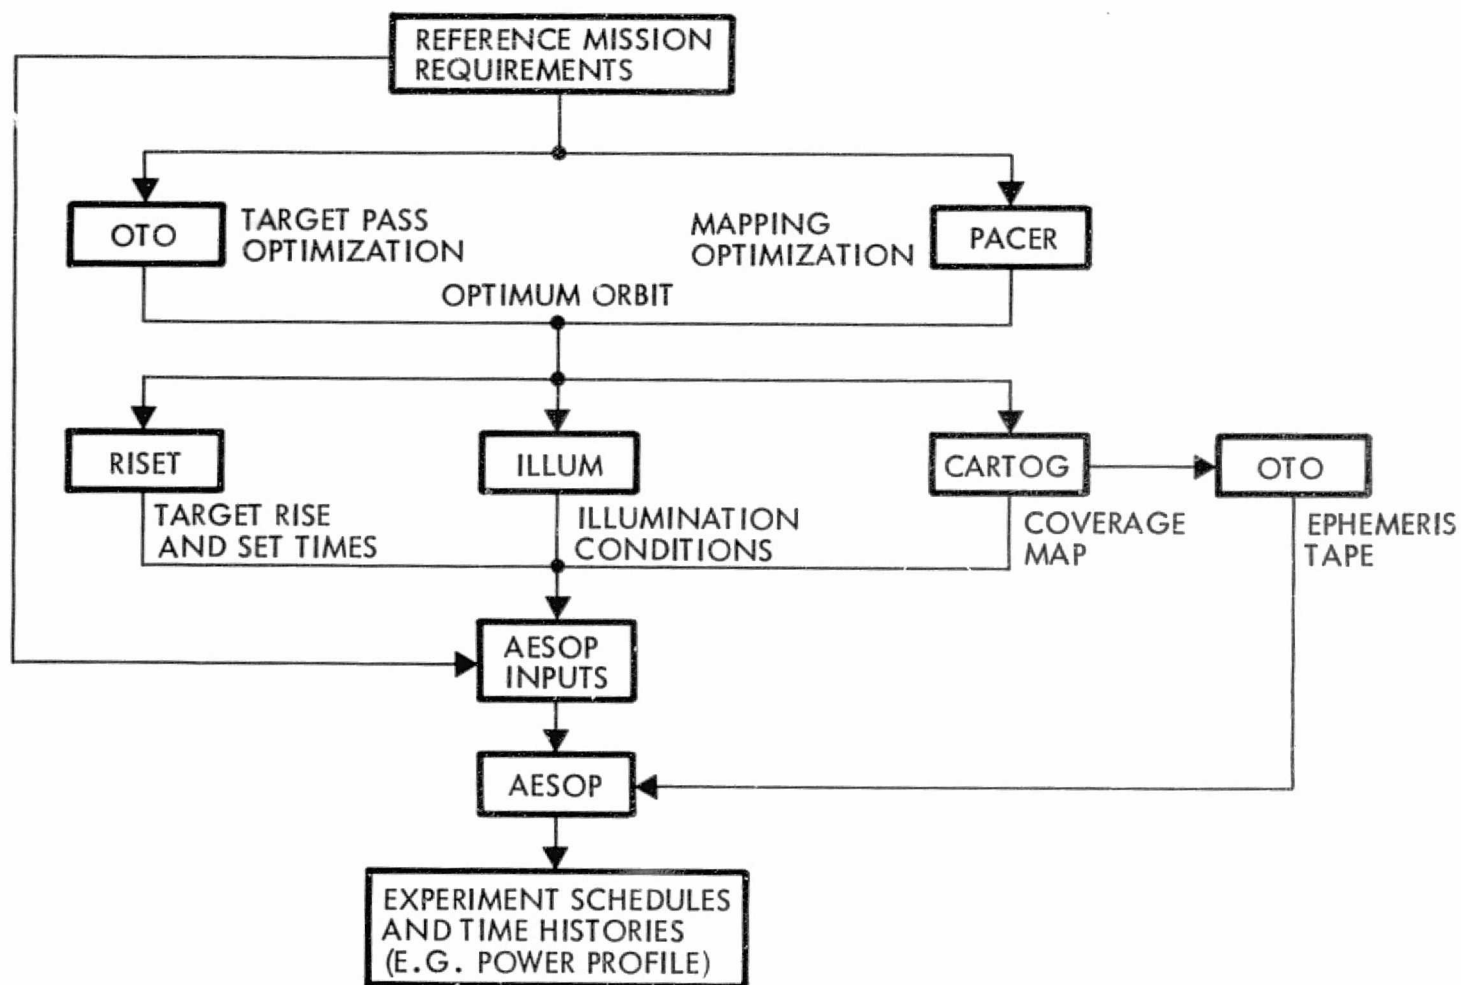 REFERENCE MISSION
REQUIREMENTS
OTO
TARGET PASS
OPTIMIZATION
MAPPING
OPTIMIZATION
PACER
OPTIMUM ORBIT
RISET
ILLUM
CARTOG
OTO
TARGET RISE
AND SET TIMES
ILLUMINATION
CONDITIONS
COVERAGE
MAP
EPHEMERIS
TAPE
AESOP
INPUTS
AESOP
EXPERIMENT SCHEDULES
AND TIME HISTORIES
(E.G. POWER PROFILE)